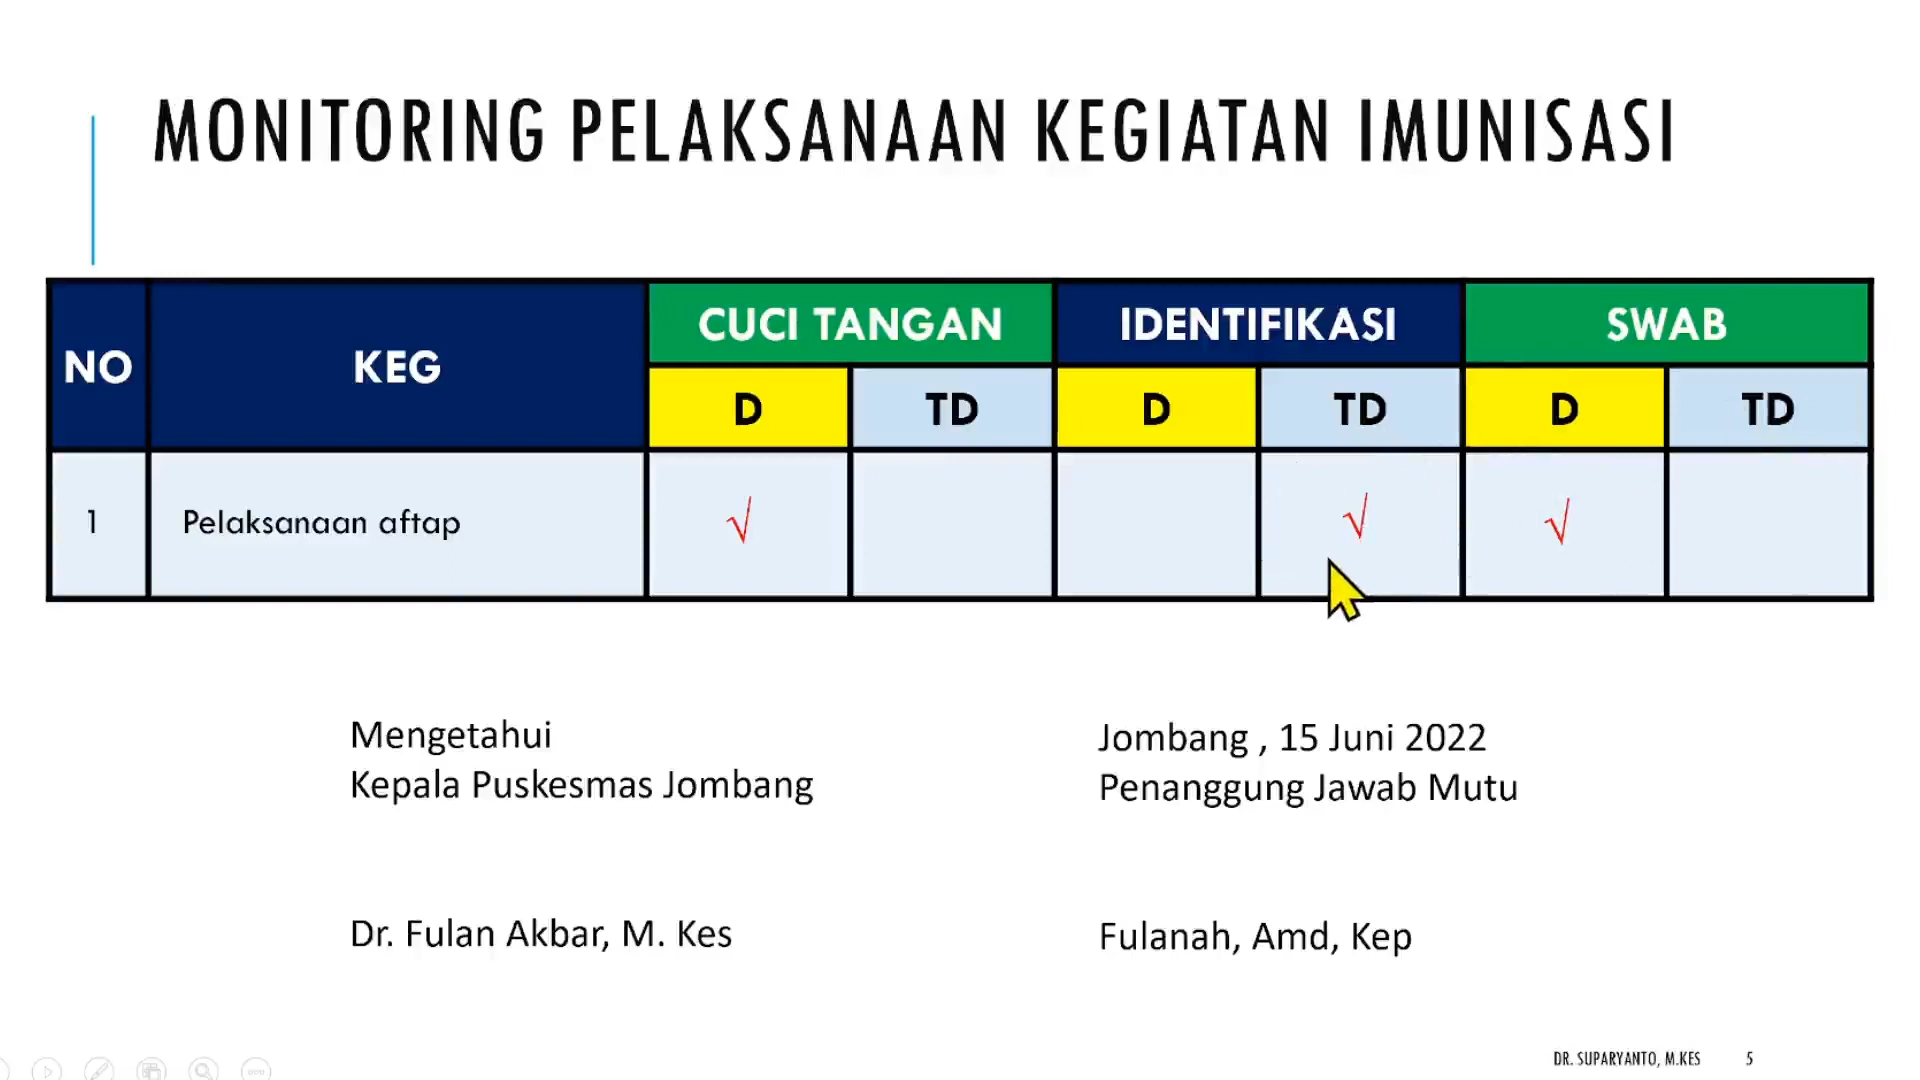 MONITORING PELAKSANAAN KEGIATAN IMUNISASI
NO KEG CUCI TANGAN IDENTIFIKASI SWAB
D TD D TD D TD
1 Pelaksanaan aftap √ √ √
Mengetahui
Kepala Puskesmas Jombang
Dr. Fulan Akbar, M. Kes
Jombang , 15 Juni 2022
Penanggung Jawab Mutu
Fulanah, Amd, Kep
DR. SUPARYANTO, M.KES 5